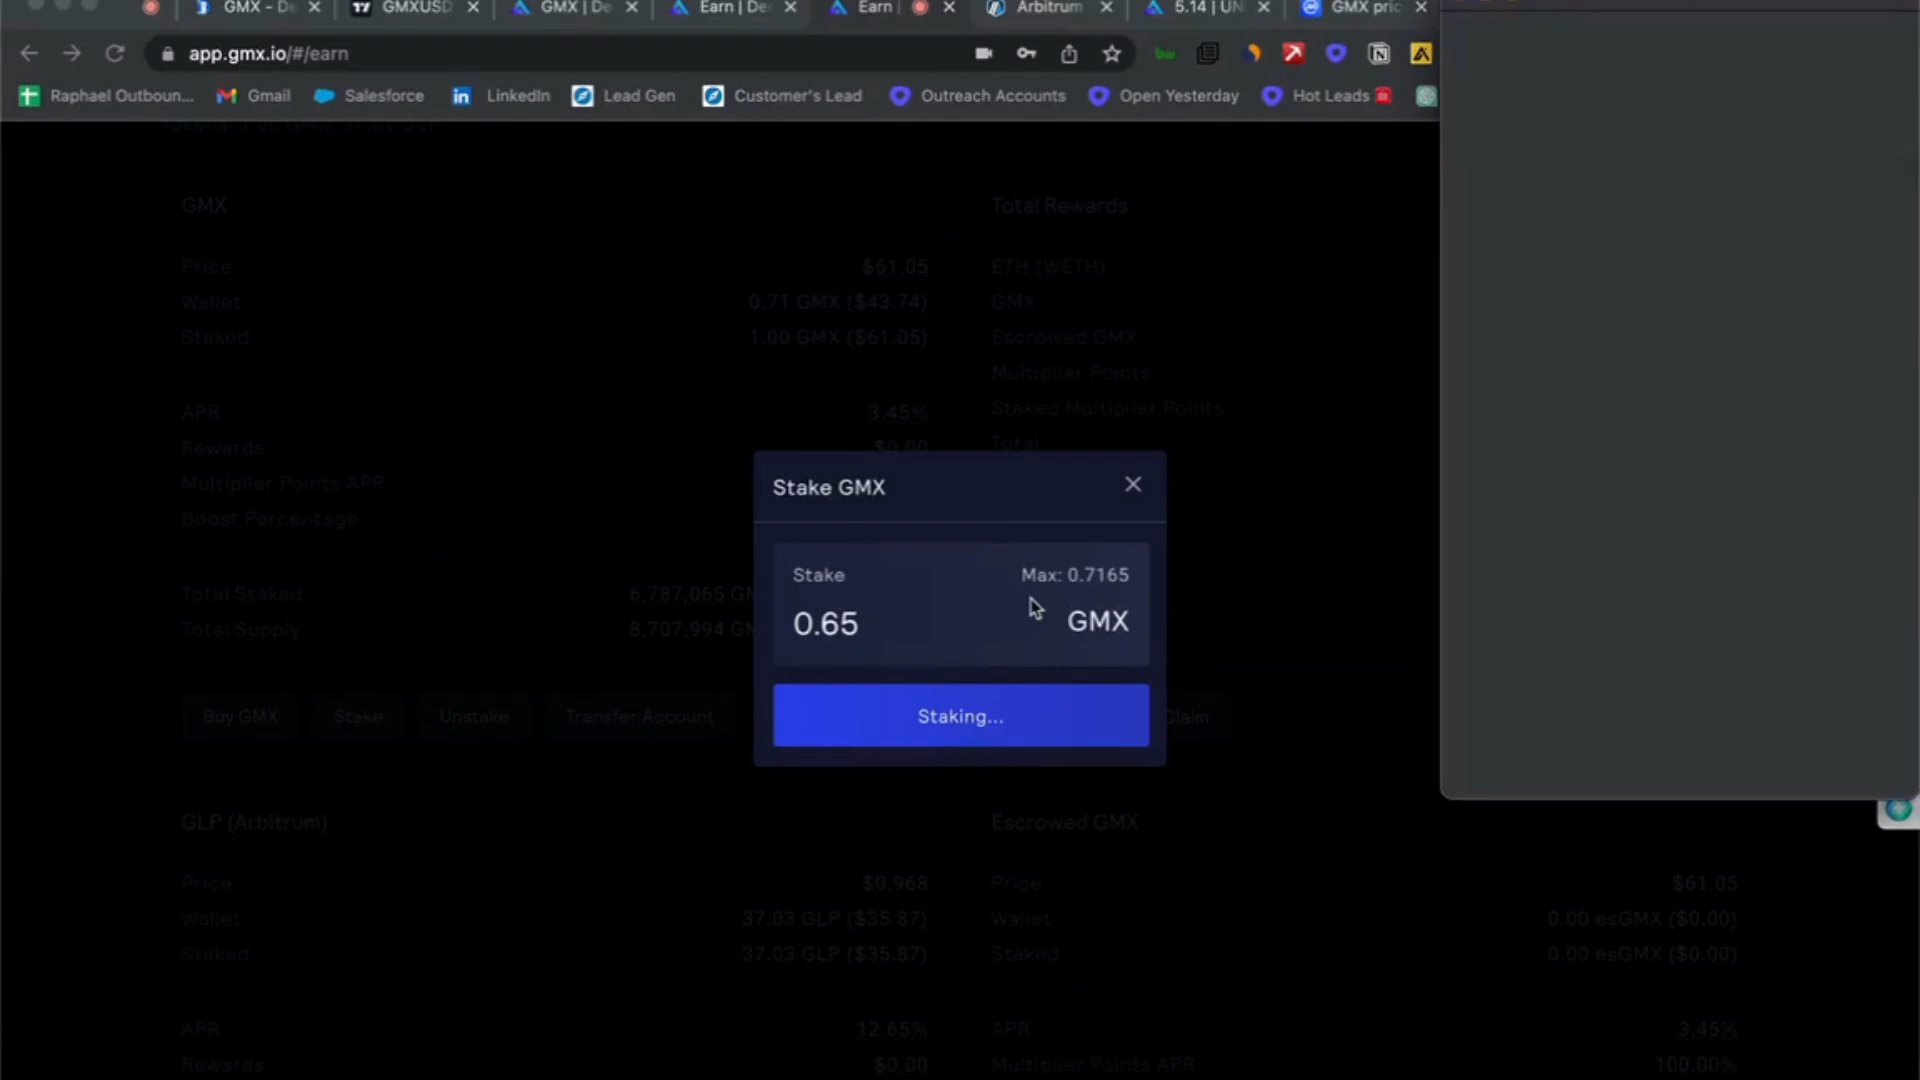 GMX - De
GMXUSD
GMX | De
Earn | De
Earn |
Arbitrum
5.14 | UN
GMX pric
app.gmx.io/#/earn
Raphael Outboun...
Gmail
Salesforce
LinkedIn
Lead Gen
Customer's Lead
Outreach Accounts
Open Yesterday
Hot Leads
GMX
Total Rewards
Price
$61.05
ETH (WETH)
Wallet
0.71 GMX ($43.74)
GMX
Staked
1.00 GMX ($61.05)
Escrowed GMX
Multiplier Points
APR
3.45%
Staked Multiplier Points
Rewards
$0.00
Total
Multiplier Points APR
Boost Percentage
Stake GMX
Stake
Max: 0.7165
0.65
GMX
Staking...
Total Staked
6,787,065 GM
Total Supply
8,707,994 GM
Buy GMX
Stake
Unstake
Transfer Account
Claim
GLP (Arbitrum)
Escrowed GMX
Price
$0.968
Price
$61.05
Wallet
37.03 GLP ($35.87)
Wallet
0.00 esGMX ($0.00)
Staked
37.03 GLP ($35.87)
Staked
0.00 esGMX ($0.00)
APR
12.65%
APR
3.45%
Rewards
$0.00
Multiplier Points APR
100.00%